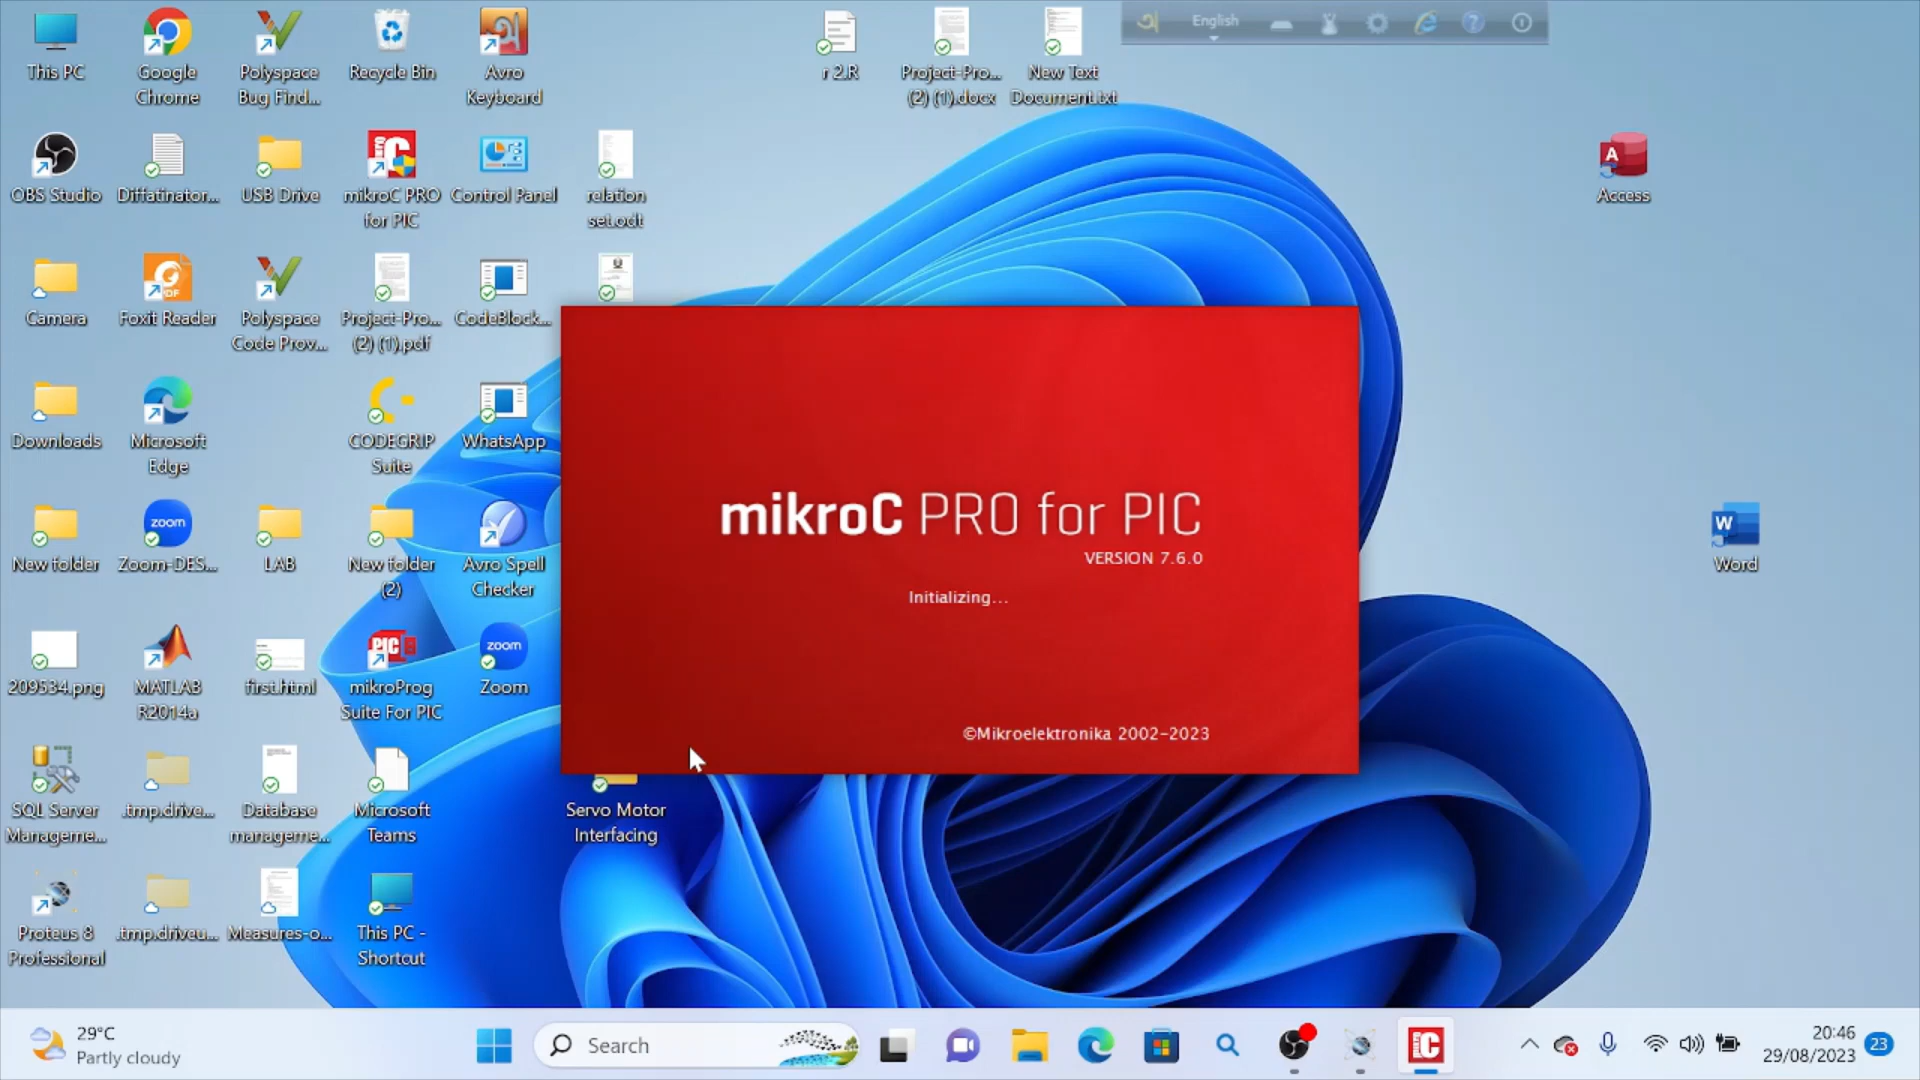 This PC
Google
Chrome
Polyspace
Bug Find...
Recycle Bin
Avro
Keyboard
r 2.R
Project-Pro...
(2) (1).docx
New Text
Document.txt
English
OBS Studio
Diffatinator...
USB Drive
mikroC PRO
for PIC
Control Panel
relation
set.odt
Access
Camera
Foxit Reader
Polyspace
Code Prov...
Project-Pro...
(2) (1).pdf
CodeBlock...
Downloads
Microsoft
Edge
CODEGRIP
Suite
WhatsApp
mikroC PRO for PIC
VERSION 7.6.0
Initializing...
©Mikroelektronika 2002-2023
New folder
Zoom-DES...
LAB
New folder
(2)
Avro Spell
Checker
Word
209534.png
MATLAB
R2014a
first.html
mikroProg
Suite For PIC
Zoom
SQL Server
Manageme...
.tmp.drive...
Database
manageme...
Microsoft
Teams
Servo Motor
Interfacing
Proteus 8
Professional
.tmp.driveu...
Measures-o...
This PC -
Shortcut
29°C
Partly cloudy
Search
20:46
29/08/2023
23